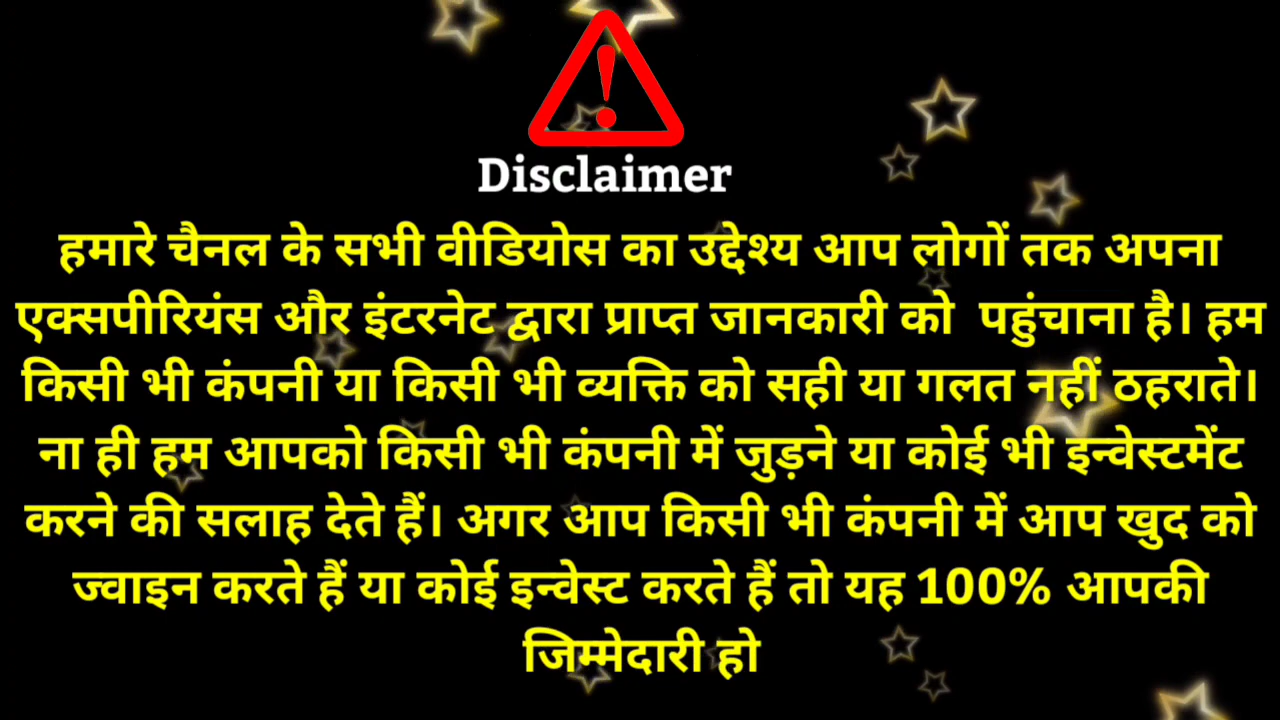 Disclaimer
हमारे चैनल के सभी वीडियोस का उद्देश्य आप लोगों तक अपना
एक्सपीरियंस और इंटरनेट द्वारा प्राप्त जानकारी को पहुंचाना है। हम
किसी भी कंपनी या किसी भी व्यक्ति को सही या गलत नहीं ठहराते।
ना ही हम आपको किसी भी कंपनी में जुड़ने या कोई भी इन्वेस्टमेंट
करने की सलाह देते हैं। अगर आप किसी भी कंपनी में आप खुद को
ज्वाइन करते हैं या कोई इन्वेस्ट करते हैं तो यह 100% आपकी
जिम्मेदारी हो